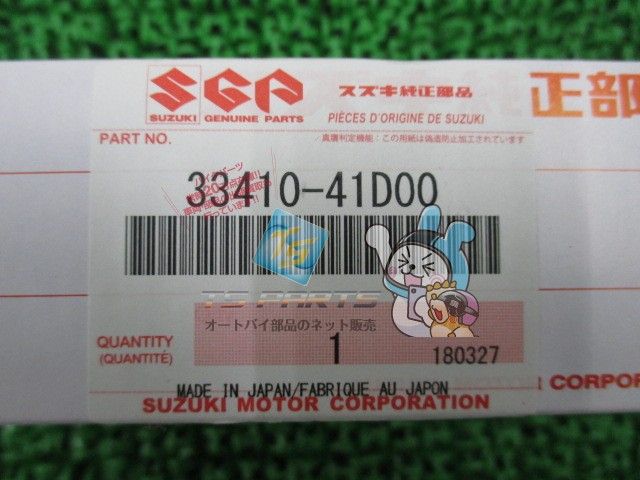 SGP
スズキ純正部品
正部
SUZUKI GENUINE PARTS
PIÈCES D'ORIGINE DE SUZUKI
PART NO.
真贋判定機能:この用紙は偽造防止加工されています
33410-41D00
TS
TS PARTS
オートバイ部品のネット販売
QUANTITY
(QUANTITÉ)
1
180327
MADE IN JAPAN/FABRIQUE AU JAPON
SUZUKI MOTOR CORPORATION
CORPOR